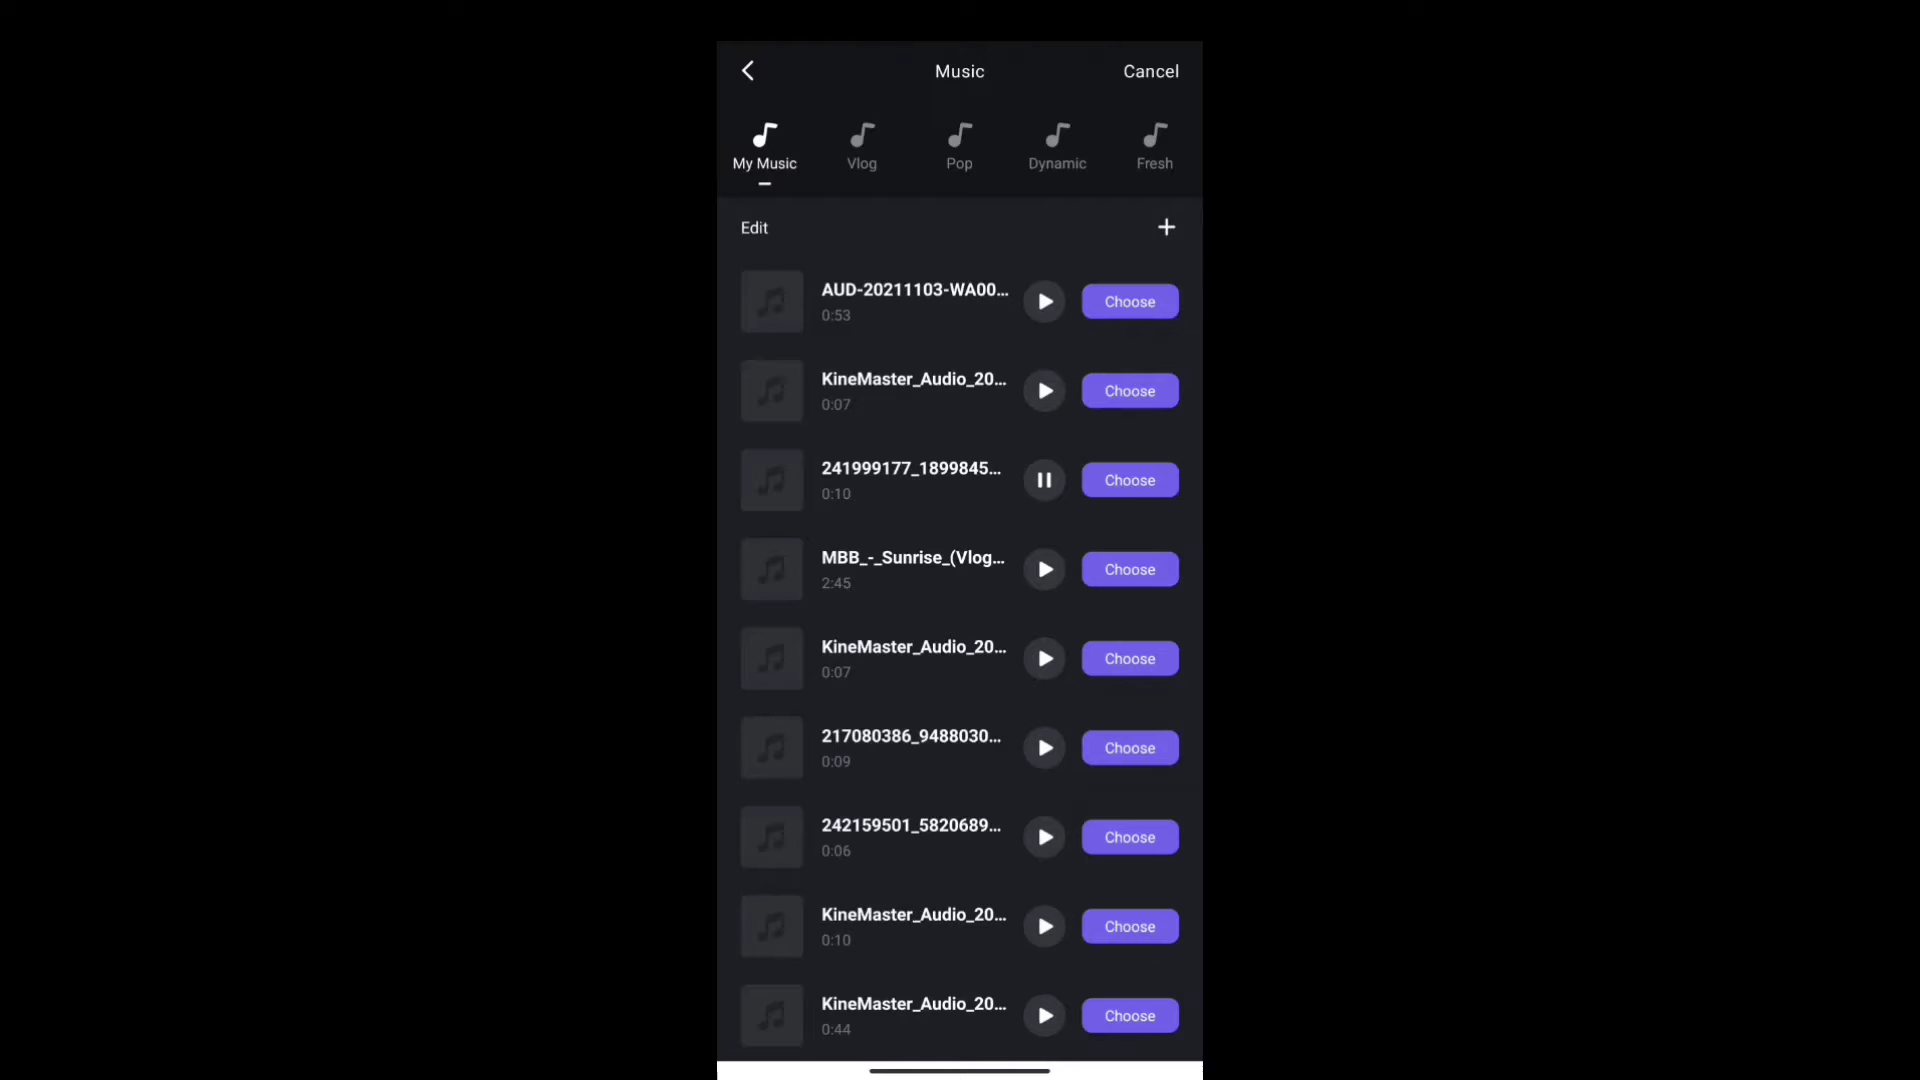 Music
Cancel
My Music
Vlog
Pop
Dynamic
Fresh
Edit
AUD-20211103-WA00...
0:53
Choose
KineMaster_Audio_20...
0:07
Choose
241999177_1899845...
0:10
Choose
MBB_-_Sunrise_(Vlog...
2:45
Choose
KineMaster_Audio_20...
0:07
Choose
217080386_9488030...
0:09
Choose
242159501_5820689...
0:06
Choose
KineMaster_Audio_20...
0:10
Choose
KineMaster_Audio_20...
0:44
Choose